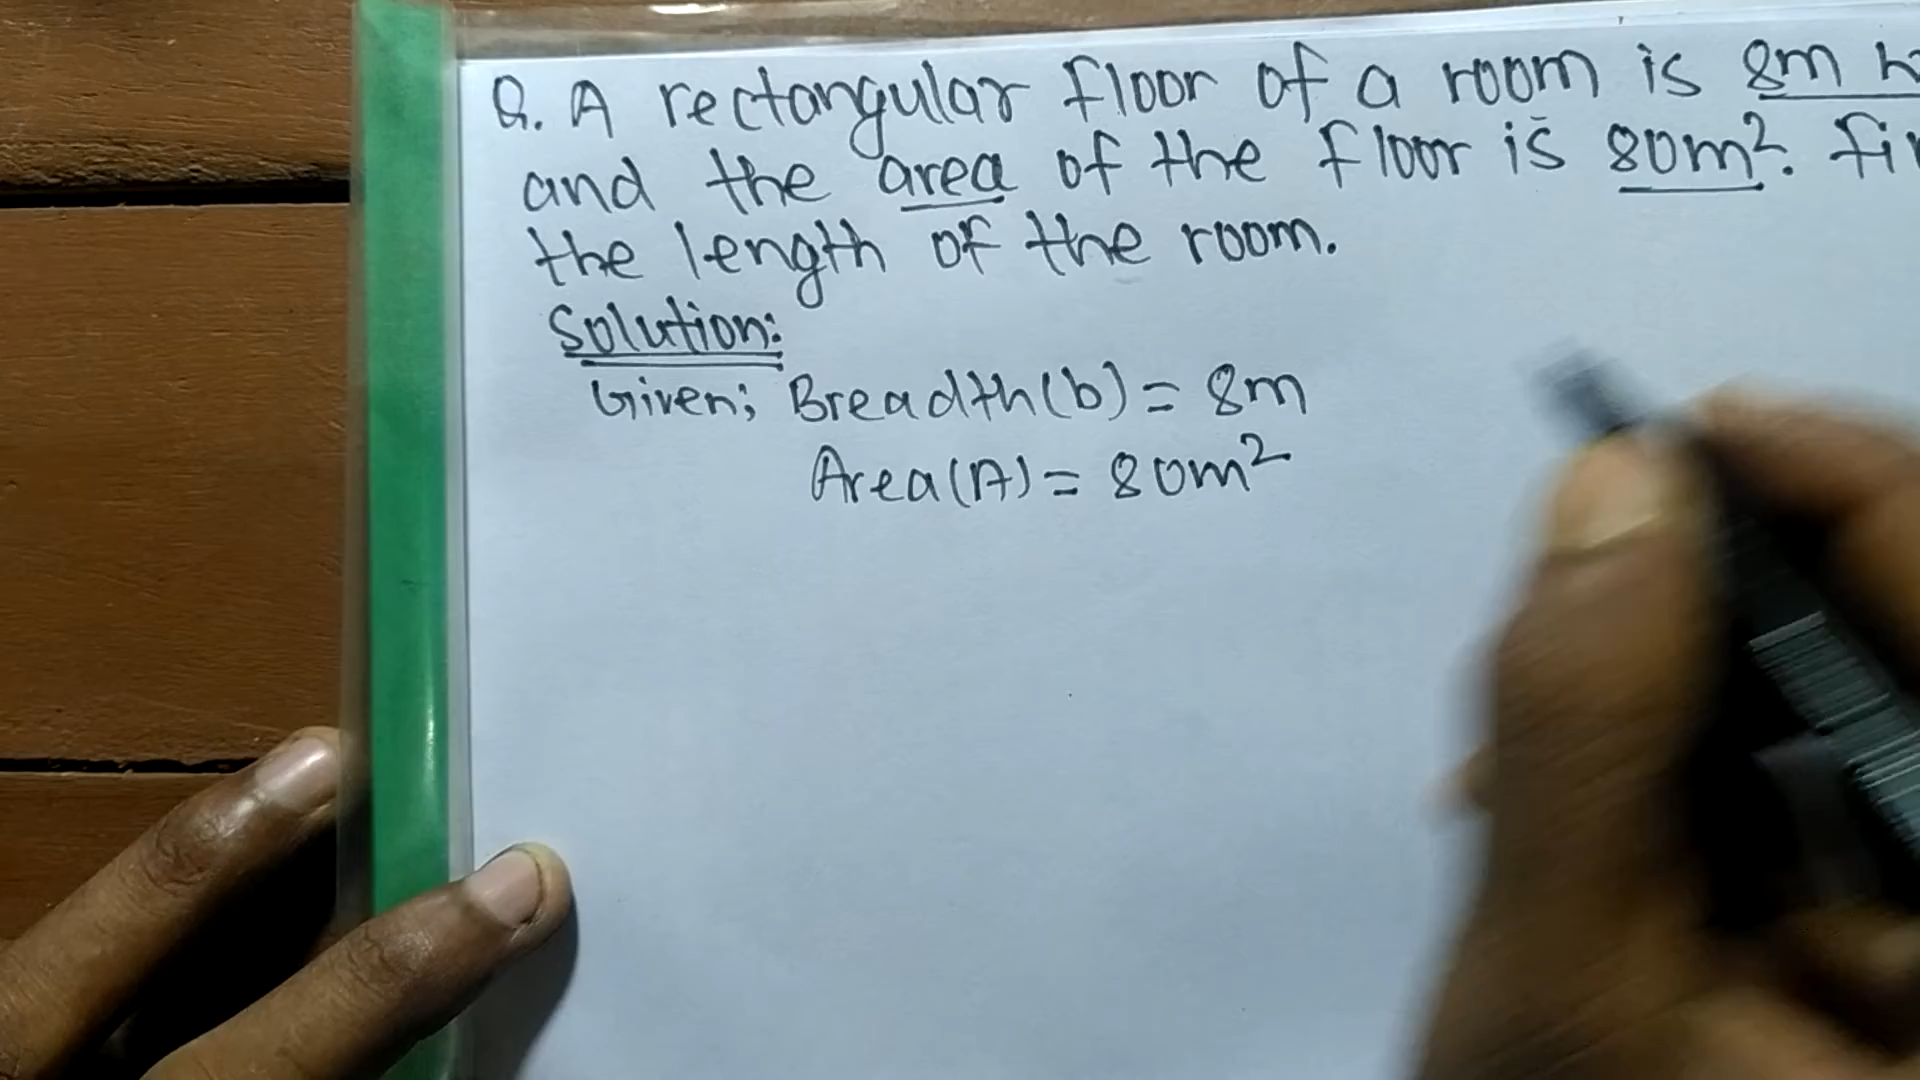 Q. A rectangular floor of a room is 8m
and the area of the floor is 80m².
the length of the room.
Solution:
Given; Breadth(b) = 8m
Area(A) = 80m²